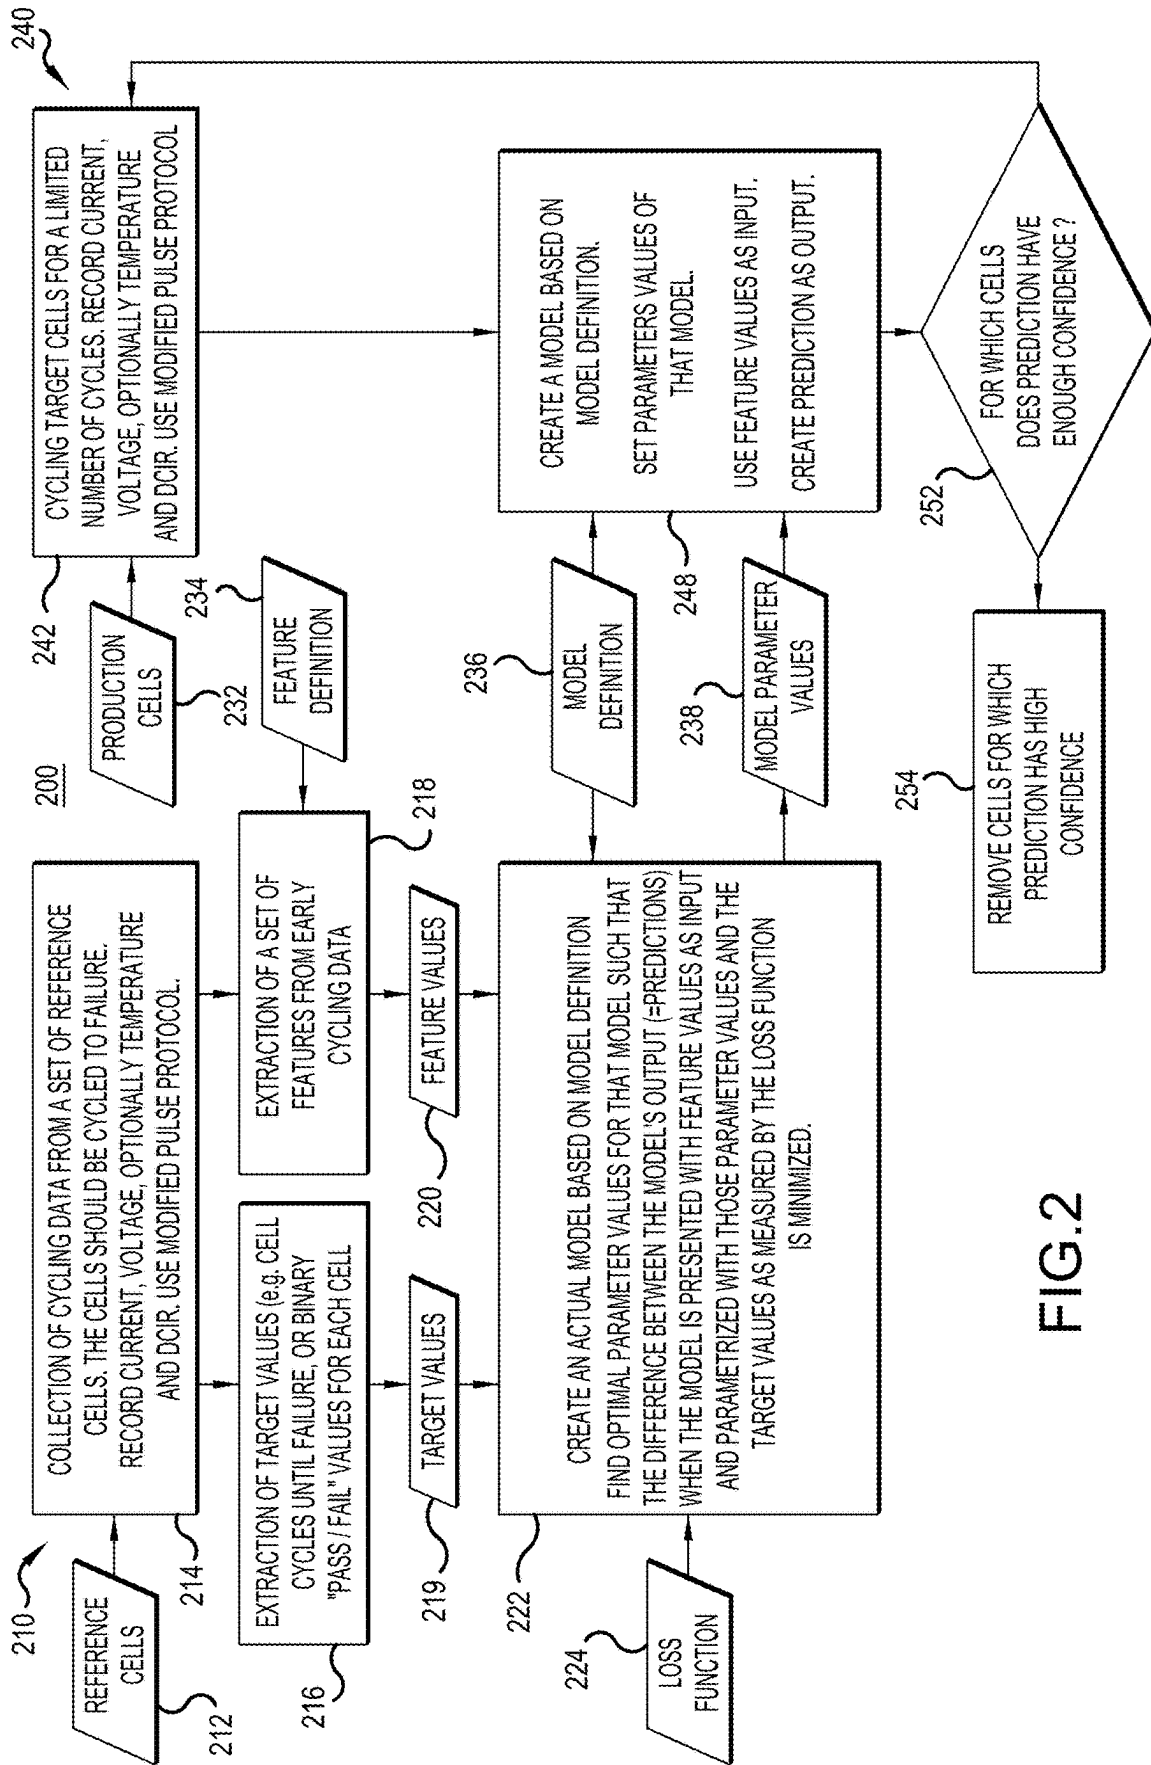 200
210
REFERENCE
CELLS
212
COLLECTION OF CYCLING DATA FROM A SET OF REFERENCE
CELLS. THE CELLS SHOULD BE CYCLED TO FAILURE.
RECORD CURRENT, VOLTAGE, OPTIONALLY TEMPERATURE
AND DCIR. USE MODIFIED PULSE PROTOCOL.
214
EXTRACTION OF TARGET VALUES (e.g. CELL
CYCLES UNTIL FAILURE, OR BINARY
"PASS / FAIL" VALUES FOR EACH CELL
216
EXTRACTION OF A SET OF
FEATURES FROM EARLY
CYCLING DATA
218
TARGET VALUES
219
FEATURE VALUES
220
CREATE AN ACTUAL MODEL BASED ON MODEL DEFINITION
FIND OPTIMAL PARAMETER VALUES FOR THAT MODEL SUCH THAT
THE DIFFERENCE BETWEEN THE MODEL'S OUTPUT (=PREDICTIONS)
WHEN THE MODEL IS PRESENTED WITH FEATURE VALUES AS INPUT
AND PARAMETRIZED WITH THOSE PARAMETER VALUES AND THE
TARGET VALUES AS MEASURED BY THE LOSS FUNCTION
IS MINIMIZED.
222
LOSS
FUNCTION
224
PRODUCTION
CELLS
232
FEATURE
DEFINITION
234
MODEL
DEFINITION
236
MODEL PARAMETER
VALUES
238
240
CYCLING TARGET CELLS FOR A LIMITED
NUMBER OF CYCLES. RECORD CURRENT,
VOLTAGE, OPTIONALLY TEMPERATURE
AND DCIR. USE MODIFIED PULSE PROTOCOL
242
CREATE A MODEL BASED ON
MODEL DEFINITION.
SET PARAMETERS VALUES OF
THAT MODEL.
USE FEATURE VALUES AS INPUT.
CREATE PREDICTION AS OUTPUT.
248
FOR WHICH CELLS
DOES PREDICTION HAVE
ENOUGH CONFIDENCE ?
252
REMOVE CELLS FOR WHICH
PREDICTION HAS HIGH
CONFIDENCE
254
FIG.2